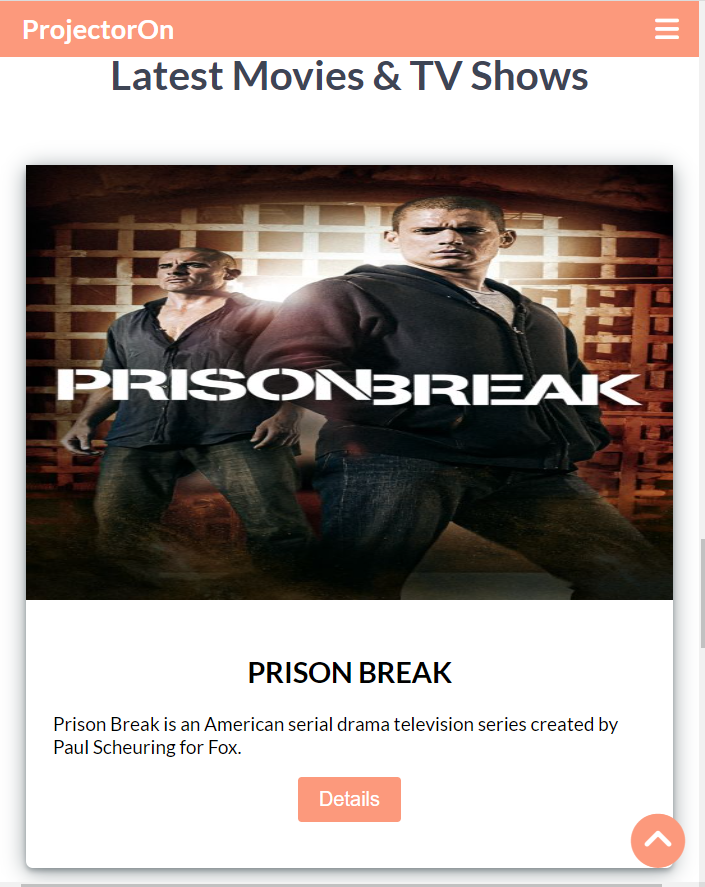 ProjectorOn
Latest Movies & TV Shows
PRISON BREAK
PRISON BREAK
Prison Break is an American serial drama television series created by
Paul Scheuring for Fox.
Details